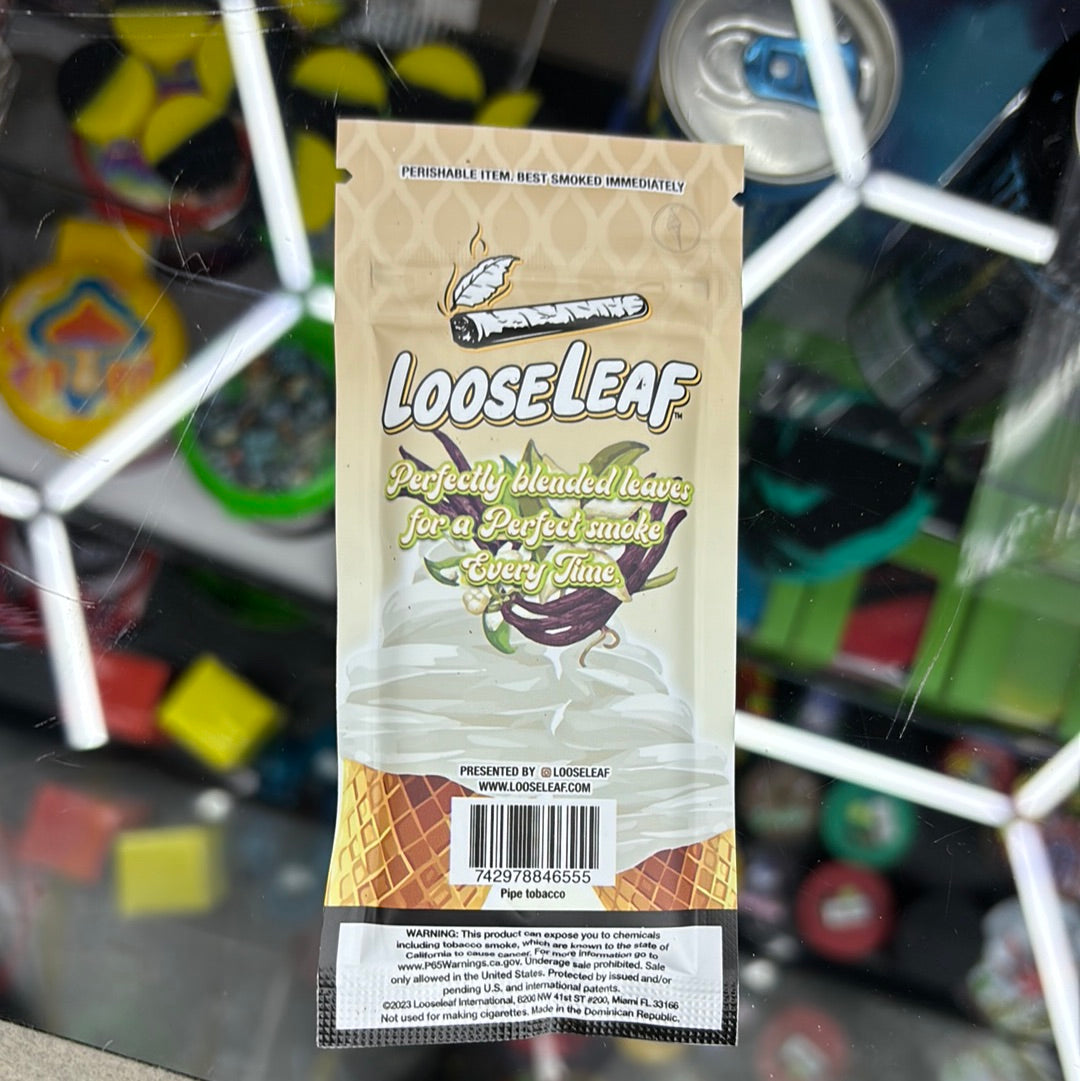 PERISHABLE ITEM. BEST SMOKED IMMEDIATELY
LOOSELEAF™
Perfectly blended leaves
for a Perfect smoke
Every Time.
PRESENTED BY LOOSELEAF
WWW.LOOSELEAF.COM
742978846555
Pipe tobacco
WARNING: This product can expose you to chemicals
including tobacco smoke, which are known to the state of
California to cause cancer. For more information go to
www.P65Warnings.ca.gov. Underage sale prohibited. Sale
only allowed in the United States. Protected by issued and/or
pending U.S. and international patents.
©2023 Looseleaf International, 8200 NW 41st ST #200, Miami FL 33166
Not used for making cigarettes. Made in the Dominican Republic.